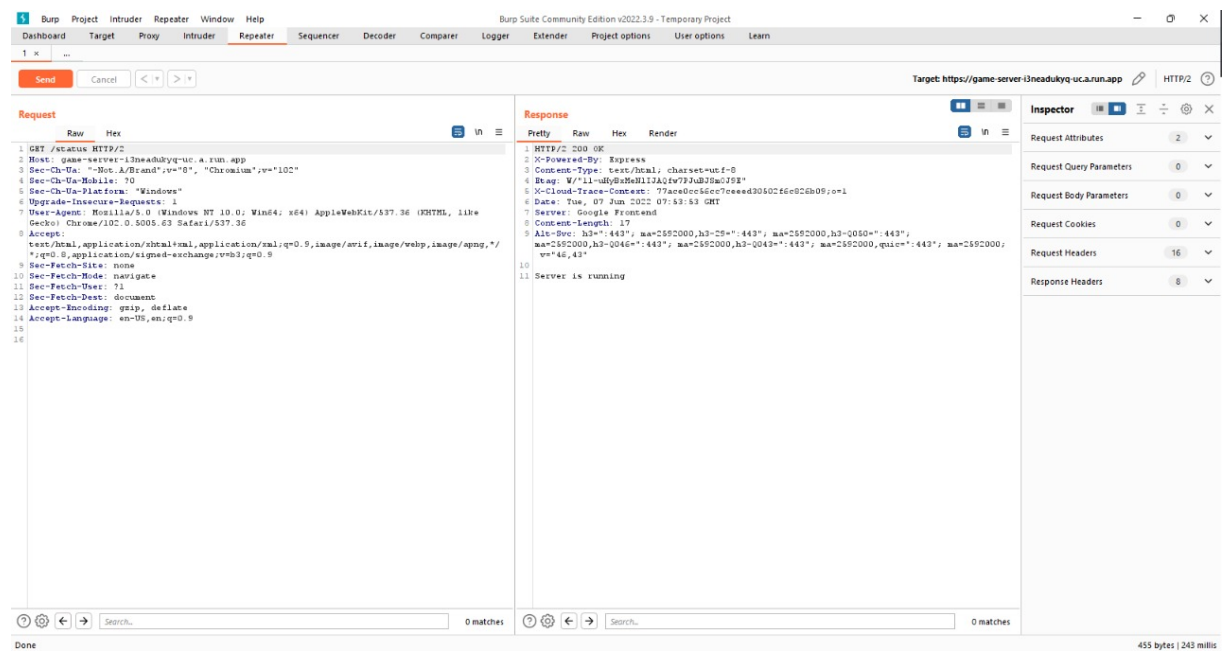 Burp Project Intruder Repeater Window Help
Burp Suite Community Edition v2022.3.9 - Temporary Project
Dashboard Target Proxy Intruder Repeater Sequencer Decoder Comparer Logger Extender Project options User options Learn
1 × ...
Send Cancel < >
Target: https://game-server-i3neadukyq-uc.a.run.app HTTP/2
Request
Raw Hex
\n
1 GET /status HTTP/2
2 Host: game-server-i3neadukyq-uc.a.run.app
3 Sec-Ch-Ua: "-Not.A/Brand";v="8", "Chromium";v="102"
4 Sec-Ch-Ua-Mobile: ?0
5 Sec-Ch-Ua-Platform: "Windows"
6 Upgrade-Insecure-Requests: 1
7 User-Agent: Mozilla/5.0 (Windows NT 10.0; Win64; x64) AppleWebKit/537.36 (KHTML, like
Gecko) Chrome/102.0.5005.63 Safari/537.36
8 Accept:
text/html,application/xhtml+xml,application/xml;q=0.9,image/avif,image/webp,image/apng,*/
*;q=0.8,application/signed-exchange;v=b3;q=0.9
9 Sec-Fetch-Site: none
10 Sec-Fetch-Mode: navigate
11 Sec-Fetch-User: ?1
12 Sec-Fetch-Dest: document
13 Accept-Encoding: gzip, deflate
14 Accept-Language: en-US,en;q=0.9
15
16
Search...
0 matches
Response
Pretty Raw Hex Render
\n
1 HTTP/2 200 OK
2 X-Powered-By: Express
3 Content-Type: text/html; charset=utf-8
4 Etag:
5 X-Cloud-Trace-Context:
6 Date: Tue, 07 Jun 2022 07:53:53 GMT
7 Server: Google Frontend
8 Content-Length: 17
9 Alt-Svc: h3=":443"; ma=2592000,h3-29=":443"; ma=2592000,h3-Q050=":443";
ma=2592000,h3-Q046=":443"; ma=2592000,h3-Q043=":443"; ma=2592000,quic=":443"; ma=2592000;
v="46,43"
10
11 Server is running
Search...
0 matches
Inspector
Request Attributes 2
Request Query Parameters 0
Request Body Parameters 0
Request Cookies 0
Request Headers 16
Response Headers 8
Done
455 bytes | 243 millis